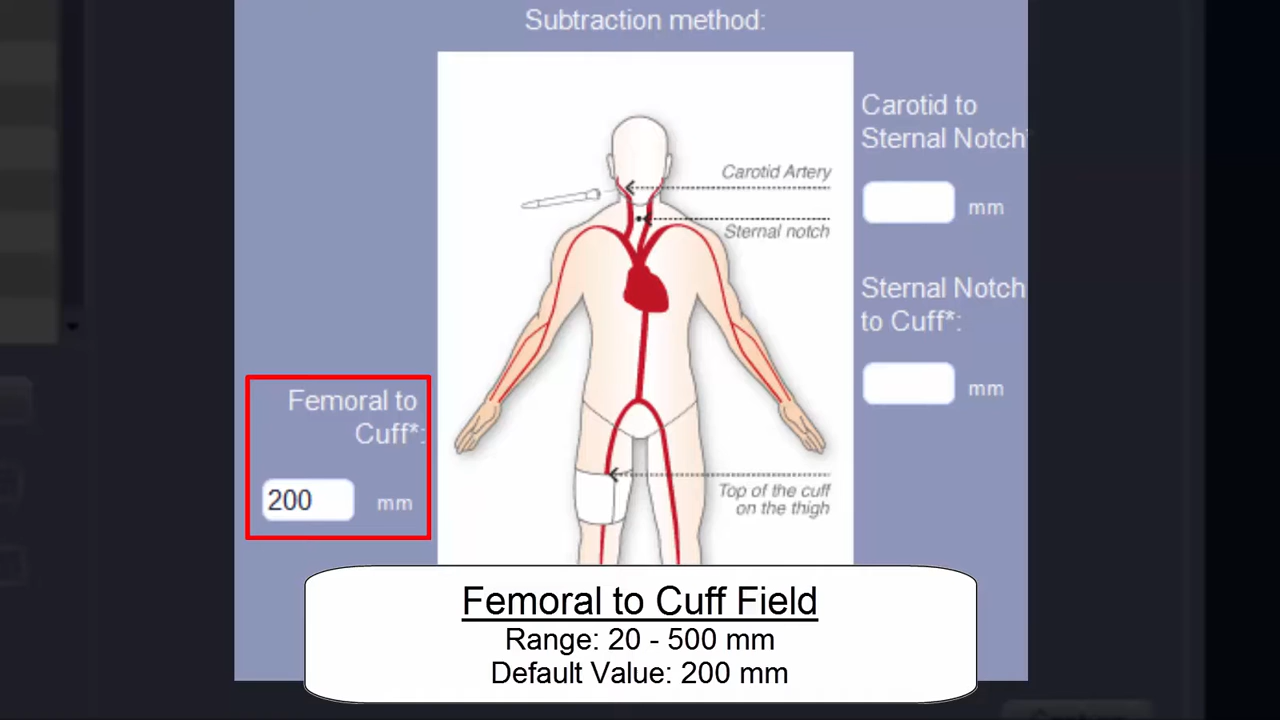 Subtraction method:
Carotid to
Sternal Notch*
mm
Carotid Artery
Sternal notch
Sternal Notch
to Cuff*:
mm
Femoral to
Cuff*:
200 mm
Top of the cuff
on the thigh
Femoral to Cuff Field
Range: 20 - 500 mm
Default Value: 200 mm